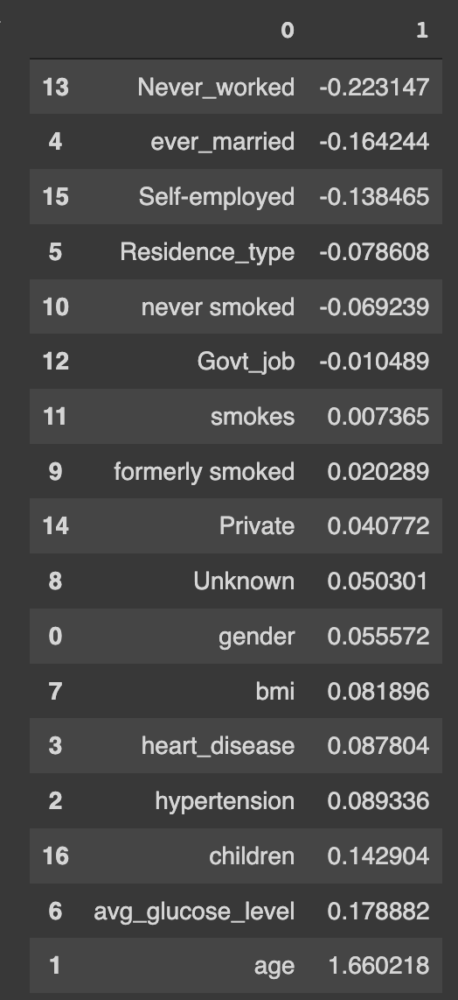 0 1
13 Never_worked -0.223147
4 ever_married -0.164244
15 Self-employed -0.138465
5 Residence_type -0.078608
10 never smoked -0.069239
12 Govt_job -0.010489
11 smokes 0.007365
9 formerly smoked 0.020289
14 Private 0.040772
8 Unknown 0.050301
0 gender 0.055572
7 bmi 0.081896
3 heart_disease 0.087804
2 hypertension 0.089336
16 children 0.142904
6 avg_glucose_level 0.178882
1 age 1.660218